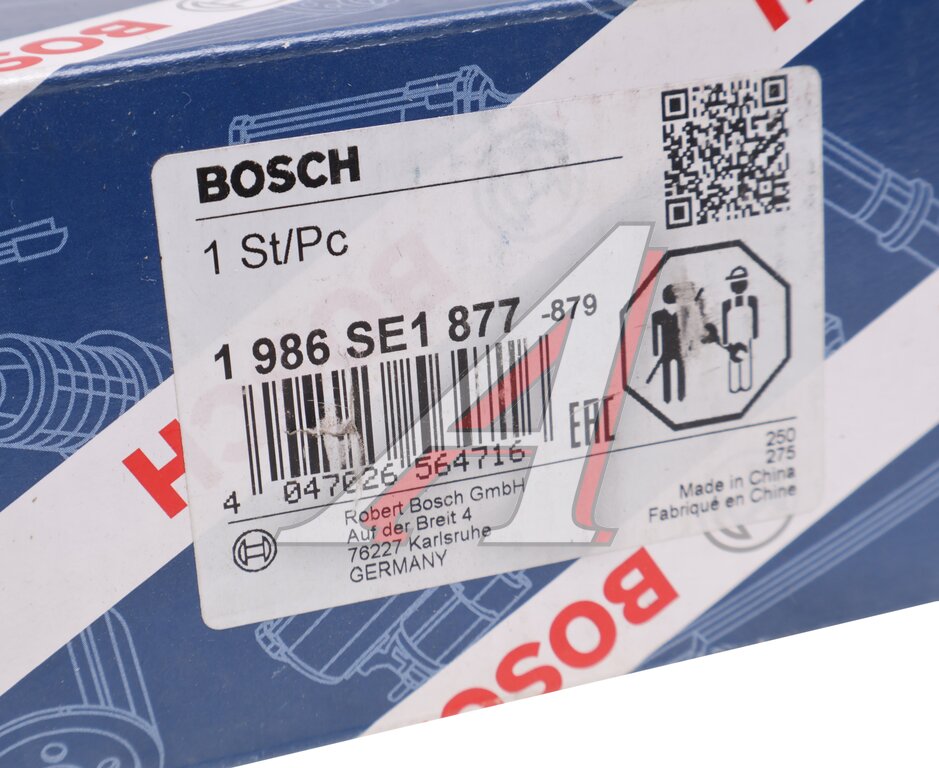 BOSCH
BOSCH
1 St/Pc
1 986 SE1 877 -879
EAC
4 047026 564716
250
275
Made in China
Fabriqué en Chine
Robert Bosch GmbH
Auf der Breit 4
76227 Karlsruhe
GERMANY
BOSCH